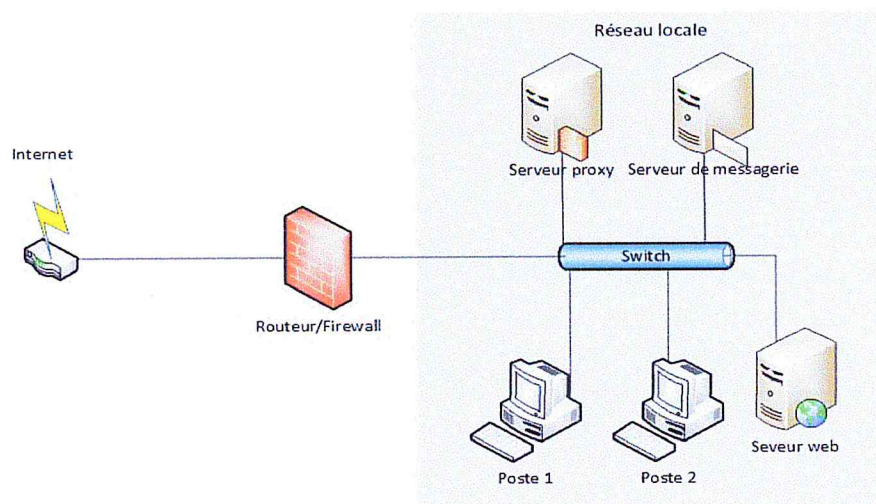 Réseau locale
Serveur proxy
Serveur de messagerie
Internet
Switch
Routeur/Firewall
Poste 1
Poste 2
Seveur web